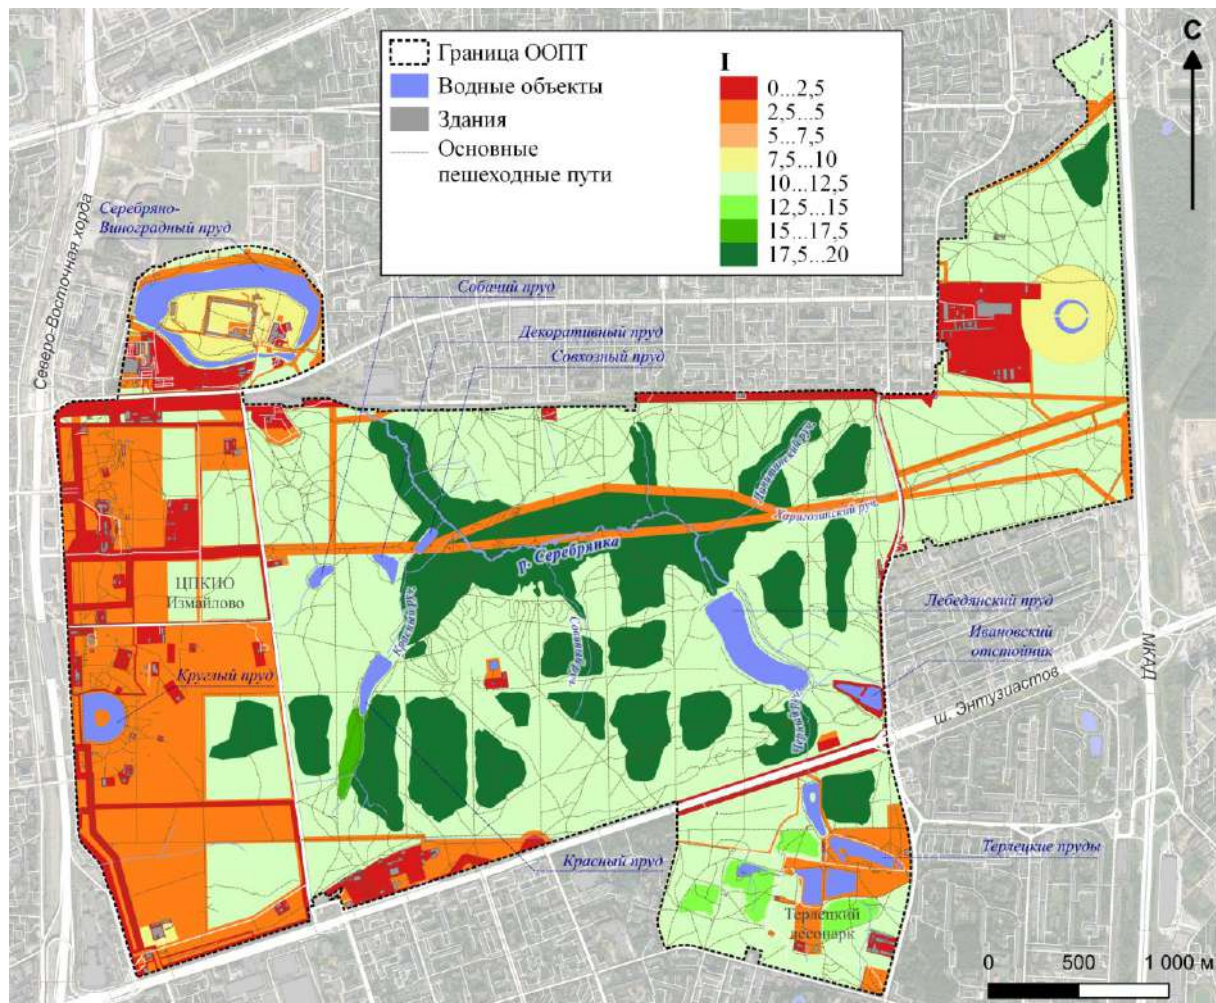 Граница ООПТ
Водные объекты
Здания
Основные
пешеходные пути
I
0...2,5
2,5...5
5...7,5
7,5...10
10...12,5
12,5...15
15...17,5
17,5...20
С
Серебряно-
Виноградный пруд
Северо-Восточная хорда
Собачий пруд
Декоративный пруд
Совхозный пруд
Харигозинский руч.
р. Серебрянка
ЦПКИО
Измайлово
Красный руч.
Лебедянский пруд
Ивановский
отстойник
МКАД
ш. Энтузиастов
Круглый пруд
Красный пруд
Терлецкие пруды
Терлецкий
лесопарк
0 500 1 000 м